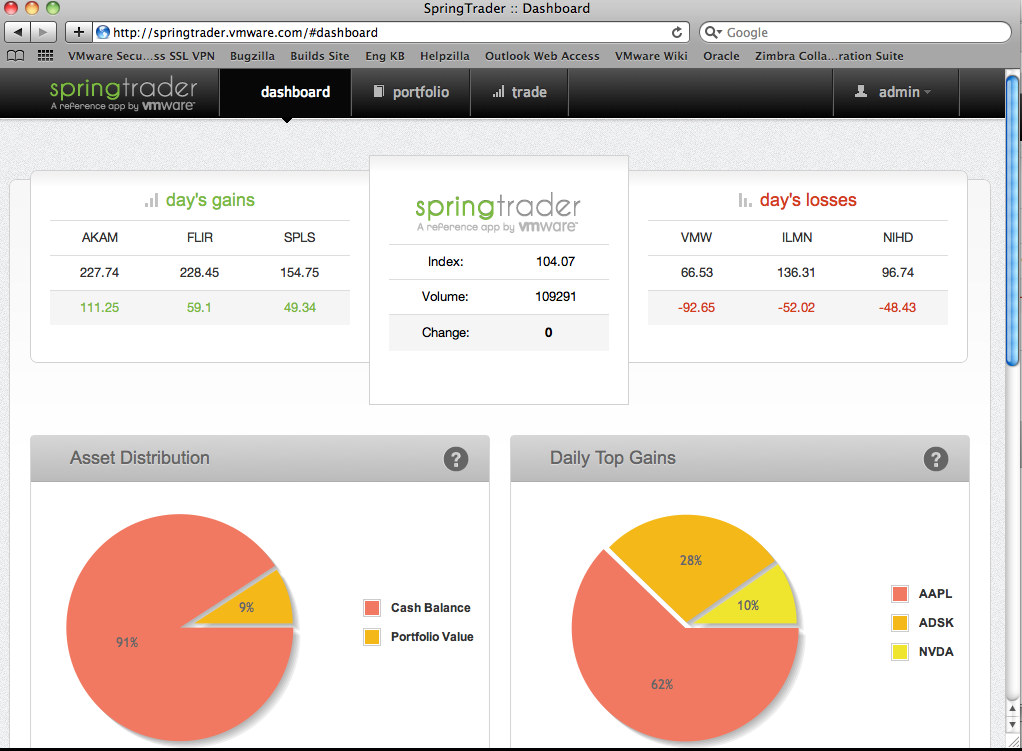 SpringTrader :: Dashboard
http://springtrader.vmware.com/#dashboard
Google
VMware Secu...ss SSL VPN Bugzilla Builds Site Eng KB Helpzilla Outlook Web Access VMware Wiki Oracle Zimbra Colla...ration Suite
springtrader
A reference app by vmware
dashboard portfolio trade admin
day's gains
AKAM FLIR SPLS
227.74 228.45 154.75
111.25 59.1 49.34
springtrader
A reference app by vmware
Index: 104.07
Volume: 109291
Change: 0
day's losses
VMW ILMN NIHD
66.53 136.31 96.74
-92.65 -52.02 -48.43
Asset Distribution ?
9%
91%
Cash Balance
Portfolio Value
Daily Top Gains ?
28%
10%
62%
AAPL
ADSK
NVDA